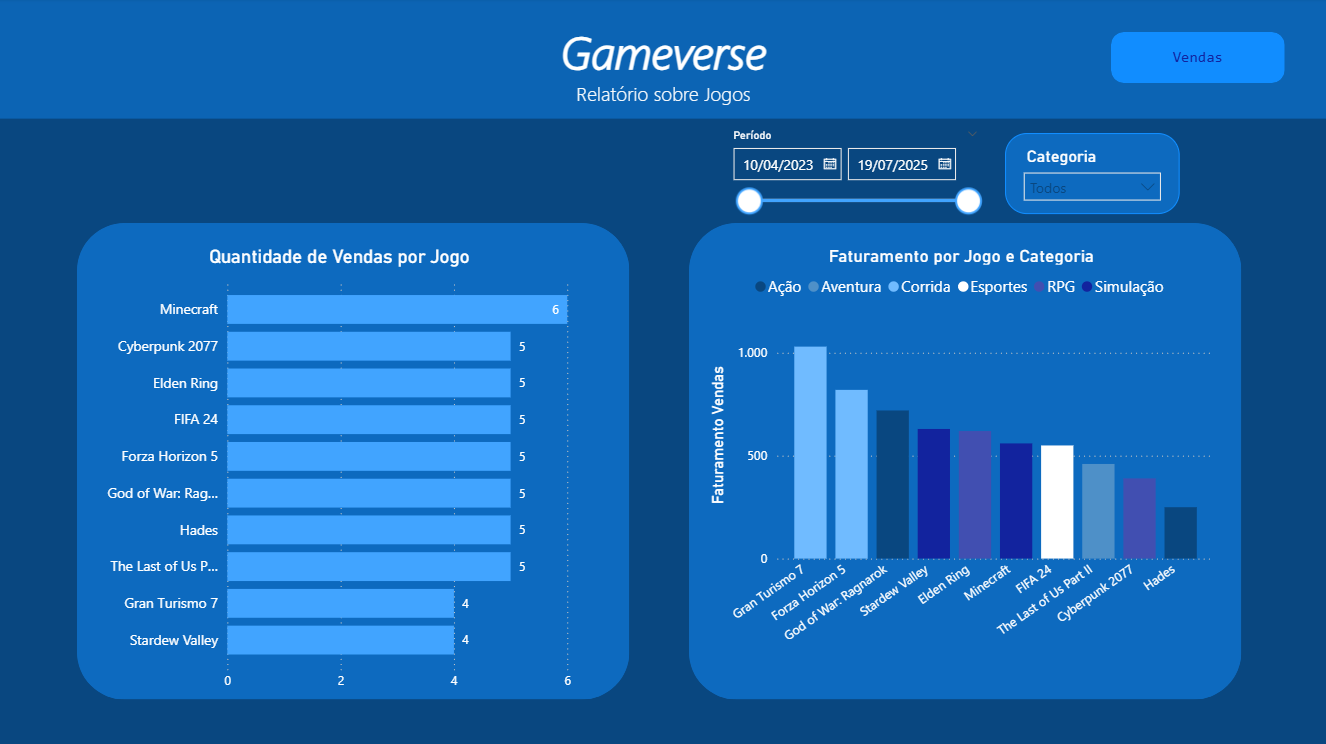 Gameverse
Relatório sobre Jogos
Vendas
Período
10/04/2023
19/07/2025
Categoria
Todos
Quantidade de Vendas por Jogo
Minecraft 6
Cyberpunk 2077 5
Elden Ring 5
FIFA 24 5
Forza Horizon 5 5
God of War: Rag... 5
Hades 5
The Last of Us P... 5
Gran Turismo 7 4
Stardew Valley 4
0 2 4 6
Faturamento por Jogo e Categoria
Ação Aventura Corrida Esportes RPG Simulação
Faturamento Vendas
1.000
500
0
Gran Turismo 7
Forza Horizon 5
God of War: Ragnarok
Stardew Valley
Elden Ring
Minecraft
FIFA 24
The Last of Us Part II
Cyberpunk 2077
Hades